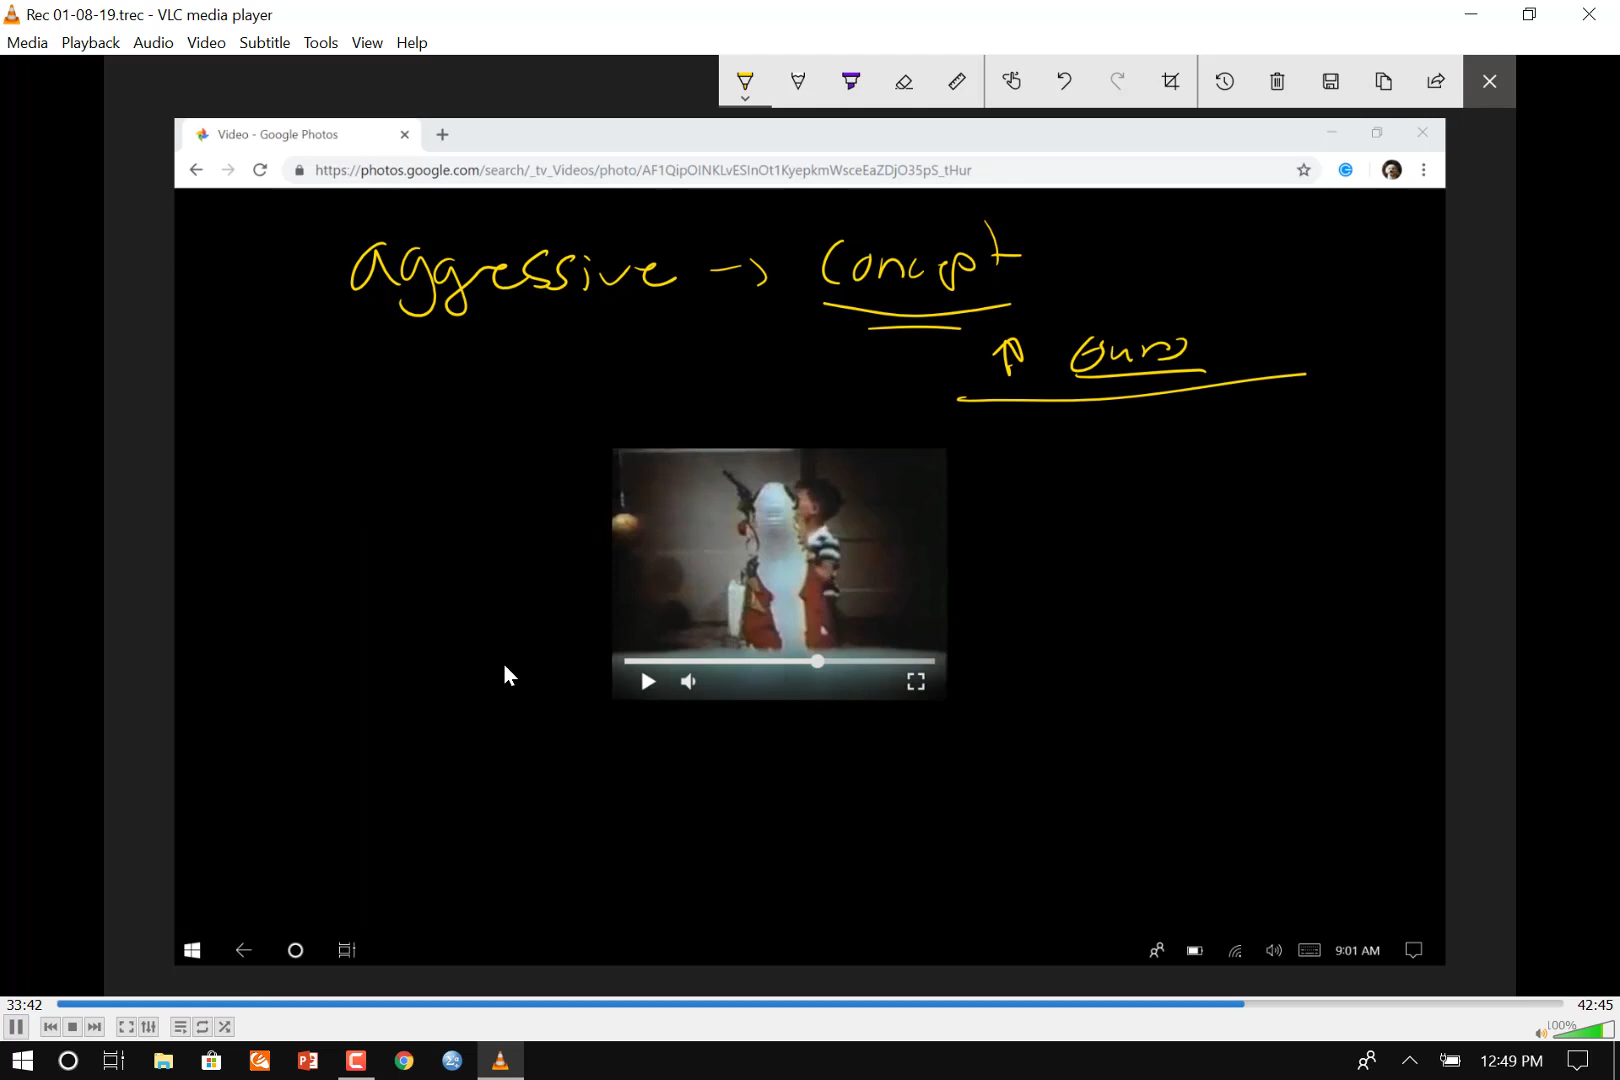 Rec 01-08-19.trec - VLC media player
Media Playback Audio Video Subtitle Tools View Help
Video - Google Photos
https://photos.google.com/search/_tv_Videos/photo/AF1QipOINKLvESInOt1KyepkmWsceEaZDjO35pS_tHur
aggressive → Concept
↑ ours
9:01 AM
33:42
42:45
100%
12:49 PM